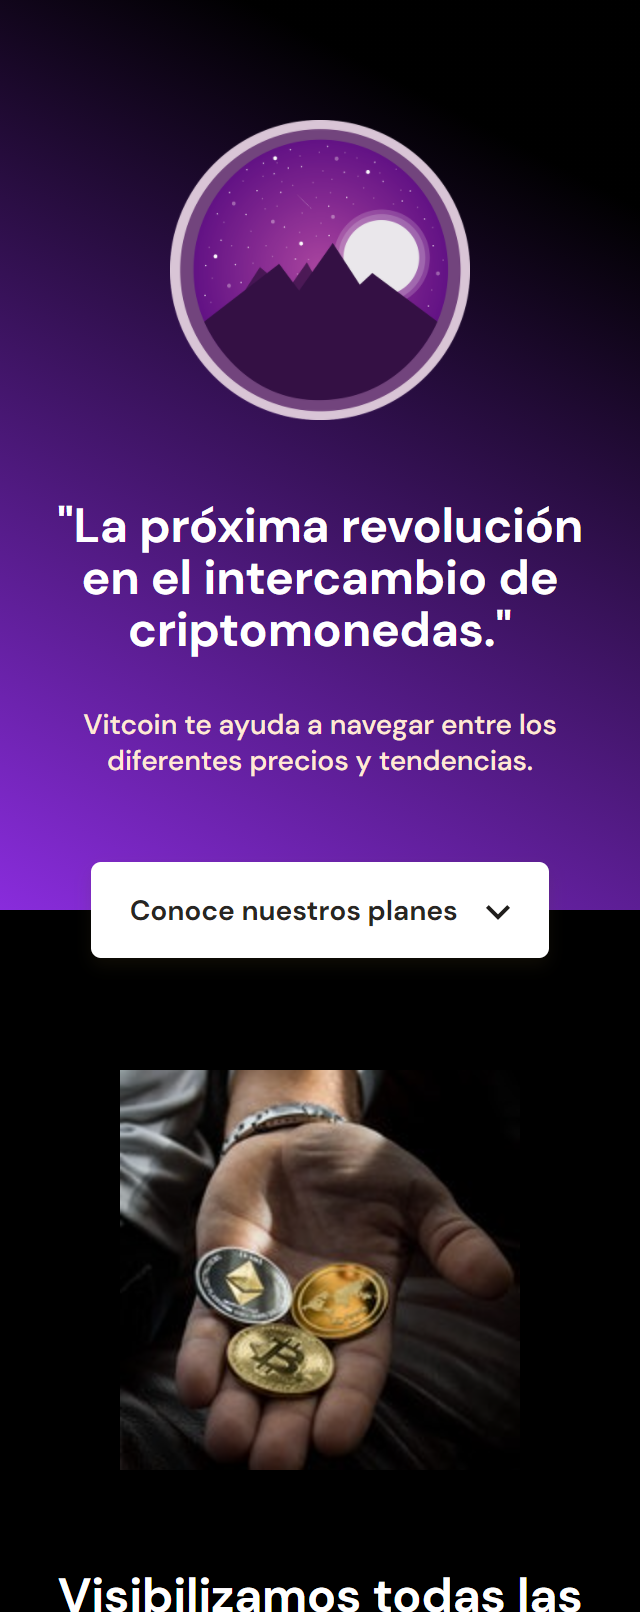 "La próxima revolución
en el intercambio de
criptomonedas."
Vitcoin te ayuda a navegar entre los
diferentes precios y tendencias.
Conoce nuestros planes
Visibilizamos todas las